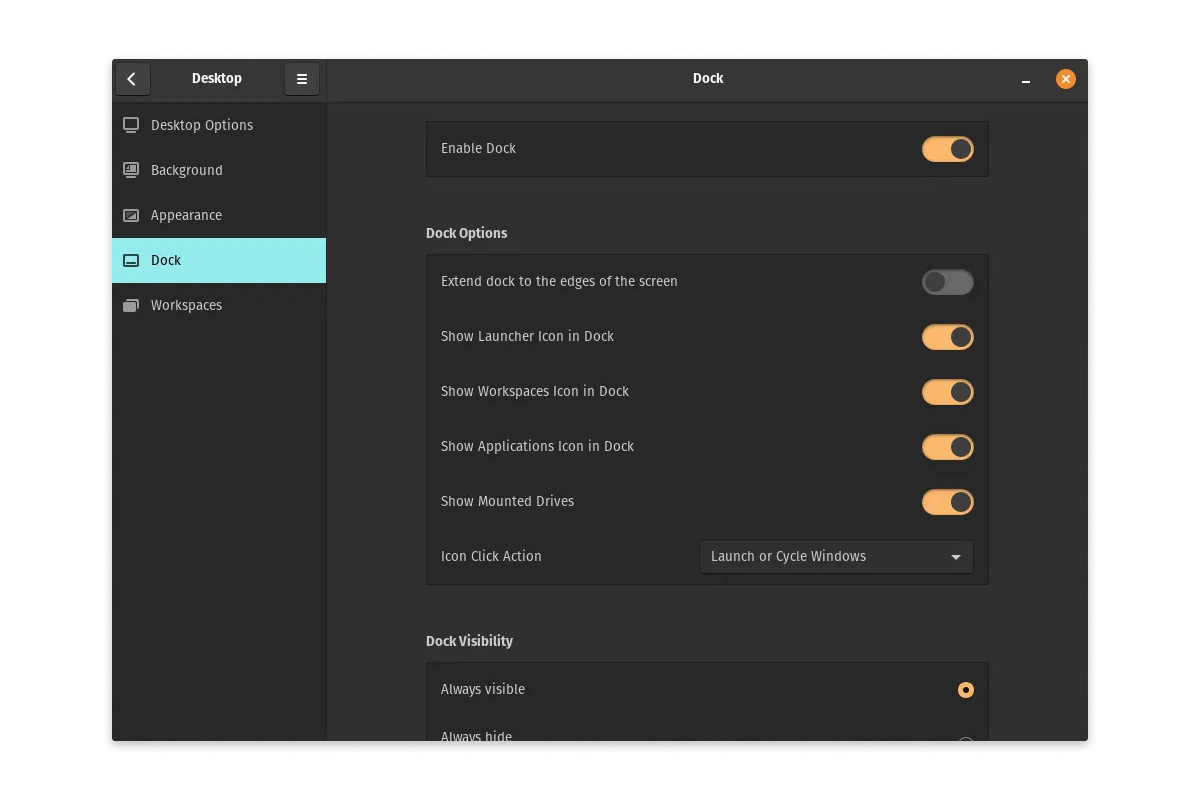 Desktop
Dock
Desktop Options
Background
Appearance
Dock
Workspaces
Enable Dock
Dock Options
Extend dock to the edges of the screen
Show Launcher Icon in Dock
Show Workspaces Icon in Dock
Show Applications Icon in Dock
Show Mounted Drives
Icon Click Action
Launch or Cycle Windows
Dock Visibility
Always visible
Always hide